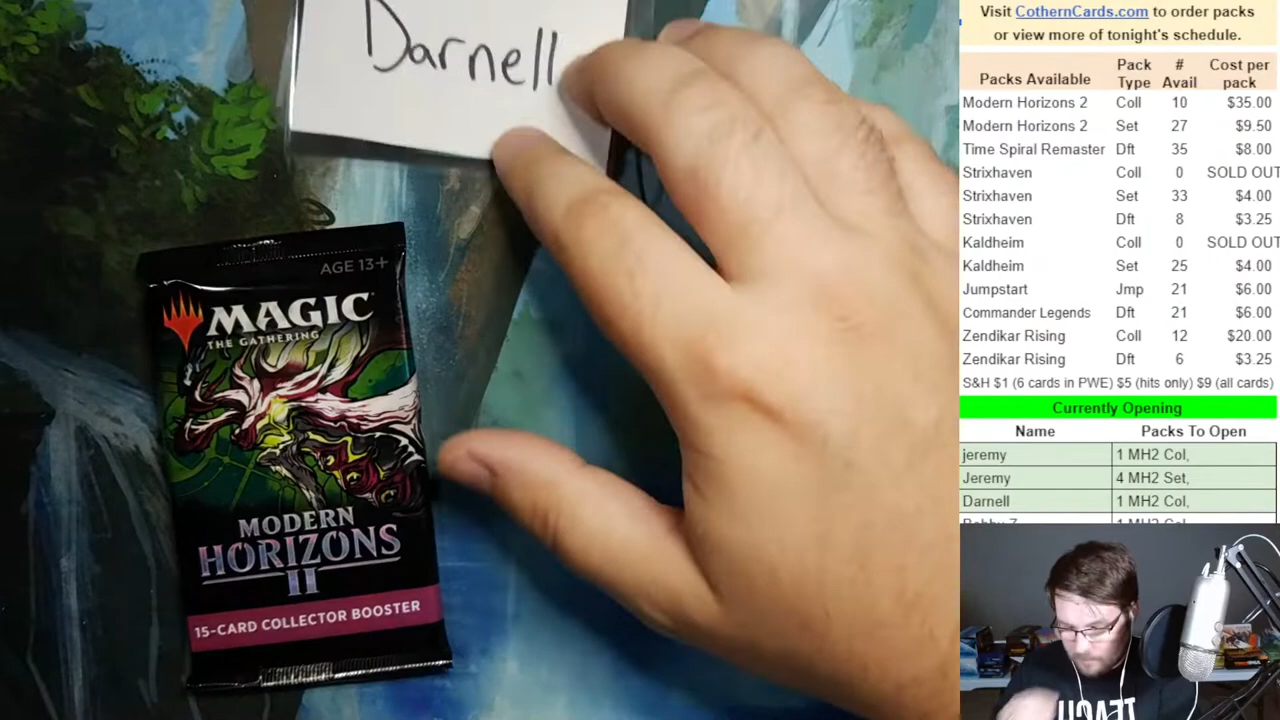 Darnell
AGE 13+
MAGIC
THE GATHERING
MODERN
HORIZONS
II
15-CARD COLLECTOR BOOSTER
Visit CothernCards.com to order packs
or view more of tonight's schedule.
Packs Available Pack Type # Avail Cost per pack
Modern Horizons 2 Coll 10 $35.00
Modern Horizons 2 Set 27 $9.50
Time Spiral Remaster Dft 35 $8.00
Strixhaven Coll 0 SOLD OUT
Strixhaven Set 33 $4.00
Strixhaven Dft 8 $3.25
Kaldheim Coll 0 SOLD OUT
Kaldheim Set 25 $4.00
Jumpstart Jmp 21 $6.00
Commander Legends Dft 21 $6.00
Zendikar Rising Coll 12 $20.00
Zendikar Rising Dft 6 $3.25
S&H $1 (6 cards in PWE) $5 (hits only) $9 (all cards)
Currently Opening
Name Packs To Open
jeremy 1 MH2 Col,
Jeremy 4 MH2 Set,
Darnell 1 MH2 Col,